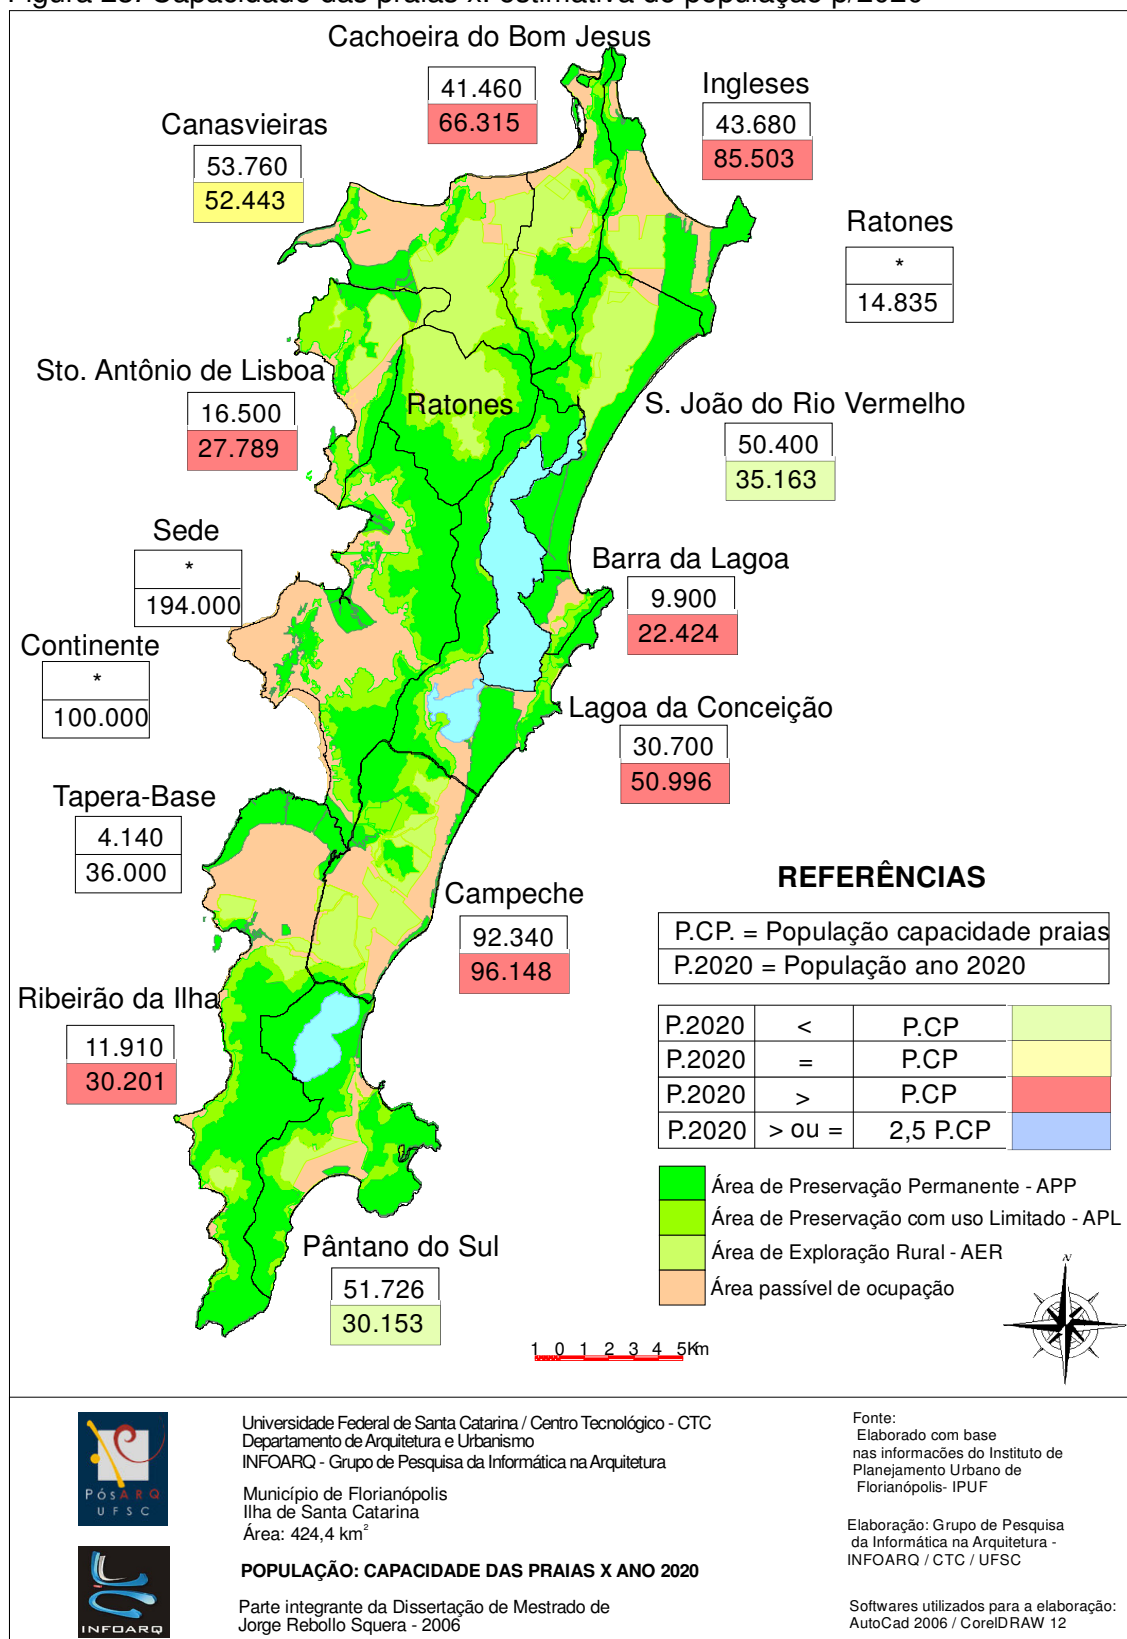 Figura 23: Capacidade das praias x. estimativa de população p/2020
Cachoeira do Bom Jesus
41.460
66.315
Ingleses
43.680
85.503
Canasvieiras
53.760
52.443
Ratones
*
14.835
Sto. Antônio de Lisboa
16.500
27.789
Ratones
S. João do Rio Vermelho
50.400
35.163
Sede
*
194.000
Barra da Lagoa
9.900
22.424
Continente
*
100.000
Lagoa da Conceição
30.700
50.996
Tapera-Base
4.140
36.000
Campeche
92.340
96.148
Ribeirão da Ilha
11.910
30.201
Pântano do Sul
51.726
30.153
REFERÊNCIAS
P.CP. = População capacidade praias
P.2020 = População ano 2020
P.2020 < P.CP
P.2020 = P.CP
P.2020 > P.CP
P.2020 > ou = 2,5 P.CP
Área de Preservação Permanente - APP
Área de Preservação com uso Limitado - APL
Área de Exploração Rural - AER
Área passível de ocupação
N
1 0 1 2 3 4 5Km
PósARQ
UFSC
INFOARQ
Universidade Federal de Santa Catarina / Centro Tecnológico - CTC
Departamento de Arquitetura e Urbanismo
INFOARQ - Grupo de Pesquisa da Informática na Arquitetura
Município de Florianópolis
Ilha de Santa Catarina
Área: 424,4 km²
POPULAÇÃO: CAPACIDADE DAS PRAIAS X ANO 2020
Parte integrante da Dissertação de Mestrado de
Jorge Rebollo Squera - 2006
Fonte:
Elaborado com base
nas informacões do Instituto de
Planejamento Urbano de
Florianópolis- IPUF
Elaboração: Grupo de Pesquisa
da Informática na Arquitetura -
INFOARQ / CTC / UFSC
Softwares utilizados para a elaboração:
AutoCad 2006 / CorelDRAW 12